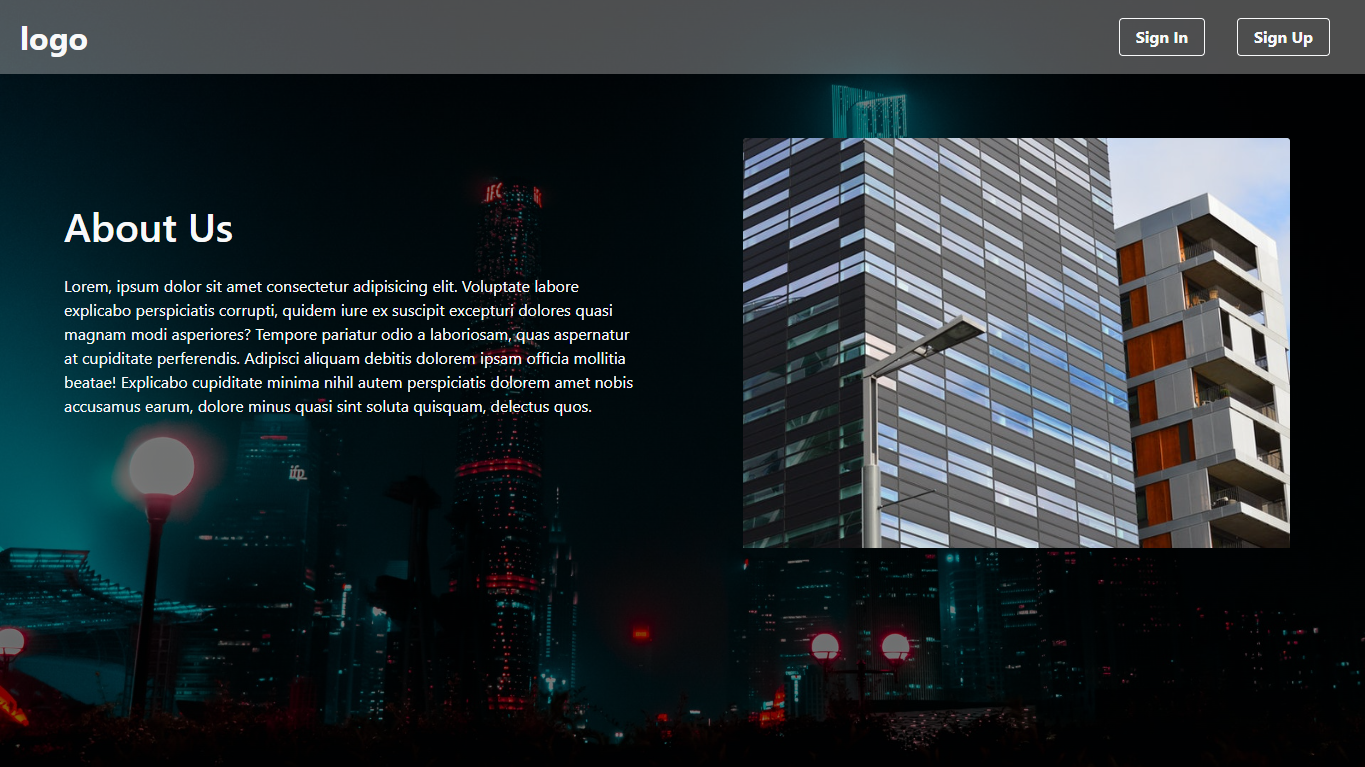 logo
Sign In
Sign Up
About Us
Lorem, ipsum dolor sit amet consectetur adipisicing elit. Voluptate labore
explicabo perspiciatis corrupti, quidem iure ex suscipit excepturi dolores quasi
magnam modi asperiores? Tempore pariatur odio a laboriosam, quas aspernatur
at cupiditate perferendis. Adipisci aliquam debitis dolorem ipsam officia mollitia
beatae! Explicabo cupiditate minima nihil autem perspiciatis dolorem amet nobis
accusamus earum, dolore minus quasi sint soluta quisquam, delectus quos.
IFC
ifp